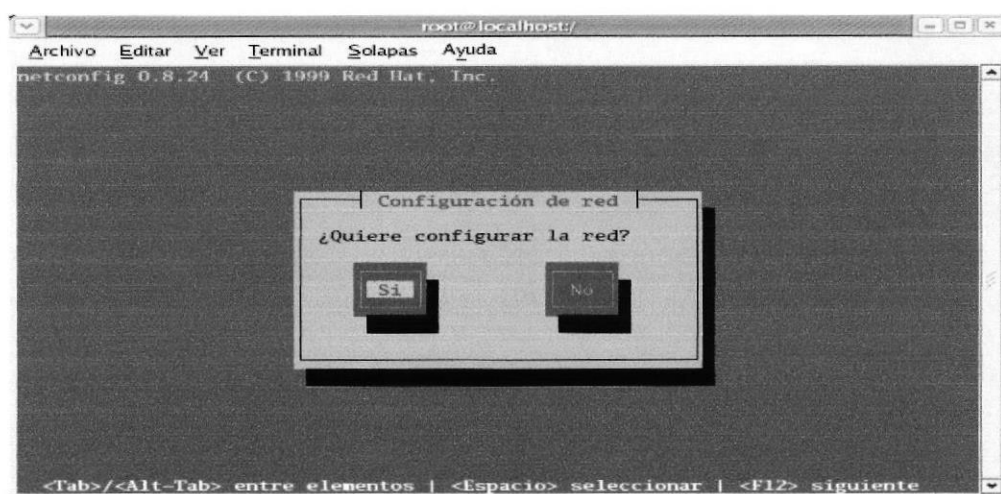 root@localhost:/
Archivo Editar Ver Terminal Solapas Ayuda
netconfig 0.8.24 (C) 1999 Red Hat, Inc.
Configuración de red
¿Quiere configurar la red?
Si No
<Tab>/<Alt-Tab> entre elementos | <Espacio> seleccionar | <F12> siguiente